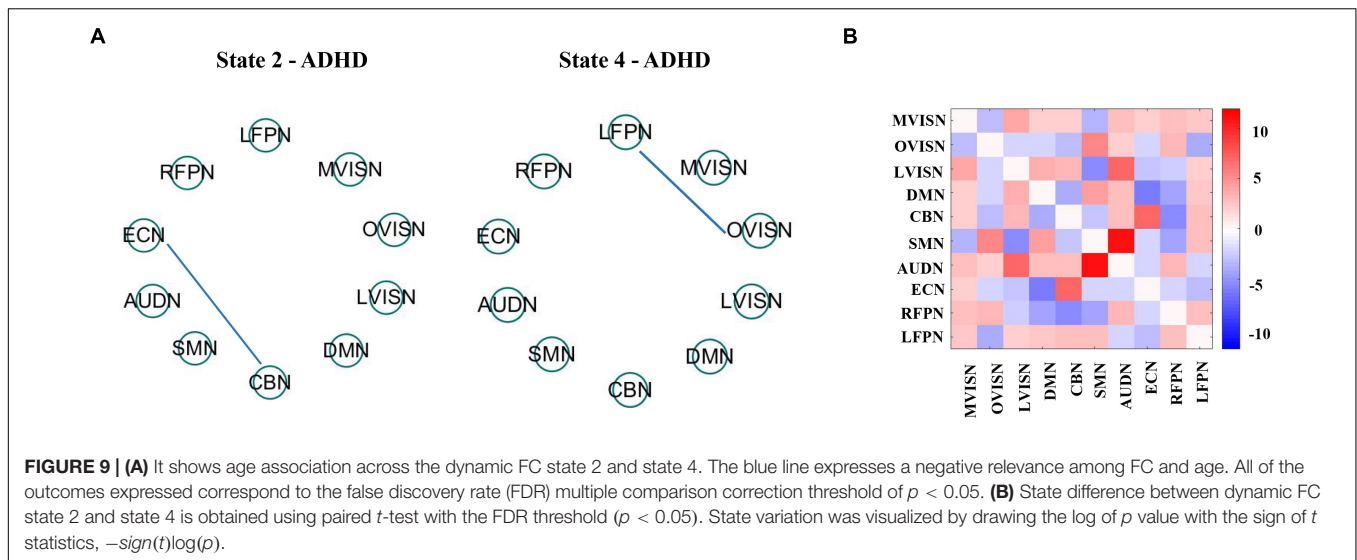 A
B
State 2 - ADHD
State 4 - ADHD
LFPN
MVISN
OVISN
LVISN
DMN
CBN
SMN
AUDN
ECN
RFPN
LFPN
MVISN
OVISN
LVISN
DMN
CBN
SMN
AUDN
ECN
RFPN
MVISN
OVISN
LVISN
DMN
CBN
SMN
AUDN
ECN
RFPN
LFPN
MVISN
OVISN
LVISN
DMN
CBN
SMN
AUDN
ECN
RFPN
LFPN
10
5
0
-5
-10
FIGURE 9 | (A) It shows age association across the dynamic FC state 2 and state 4. The blue line expresses a negative relevance among FC and age. All of the
outcomes expressed correspond to the false discovery rate (FDR) multiple comparison correction threshold of p < 0.05. (B) State difference between dynamic FC
state 2 and state 4 is obtained using paired t-test with the FDR threshold (p < 0.05). State variation was visualized by drawing the log of p value with the sign of t
statistics, −sign(t)log(p).